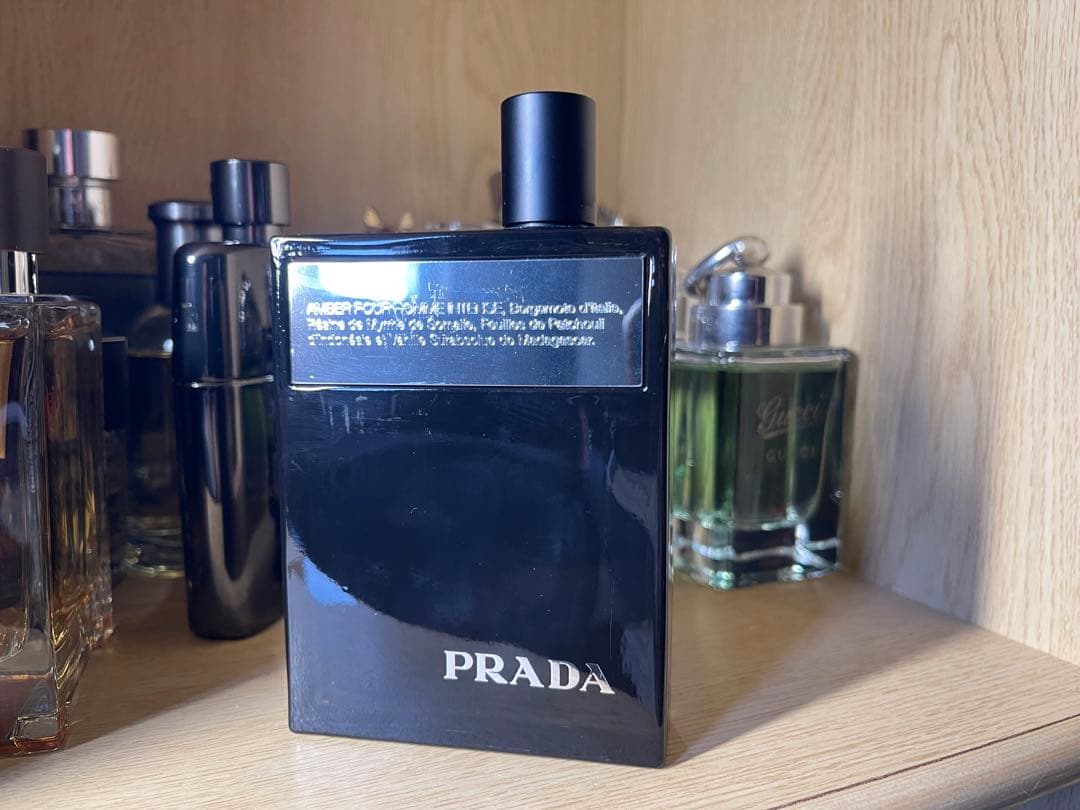 AMBER POUR HOMME INTENSE, Bergamote d'Italie,
Résine de Myrrhe de Somalie, Feuilles de Patchouli
d'Indonésie et Vanille Surabsolue de Madagascar.
PRADA
Gucci
GUCCI